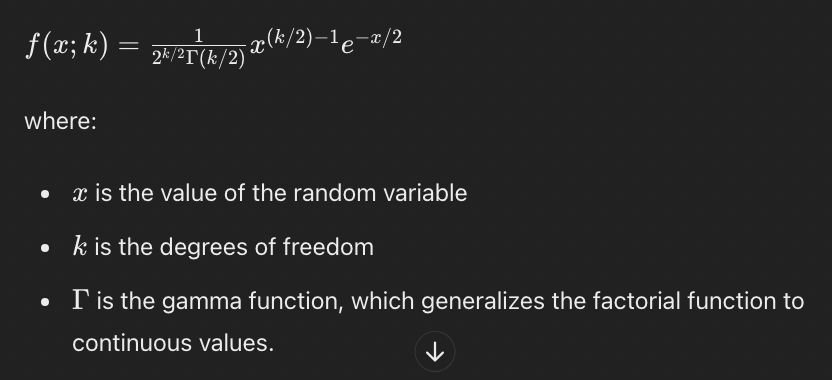 f(x; k) = \frac{1}{2^{k/2}\Gamma(k/2)} x^{(k/2)-1} e^{-x/2}
where:
• x is the value of the random variable
• k is the degrees of freedom
• Γ is the gamma function, which generalizes the factorial function to
continuous values.